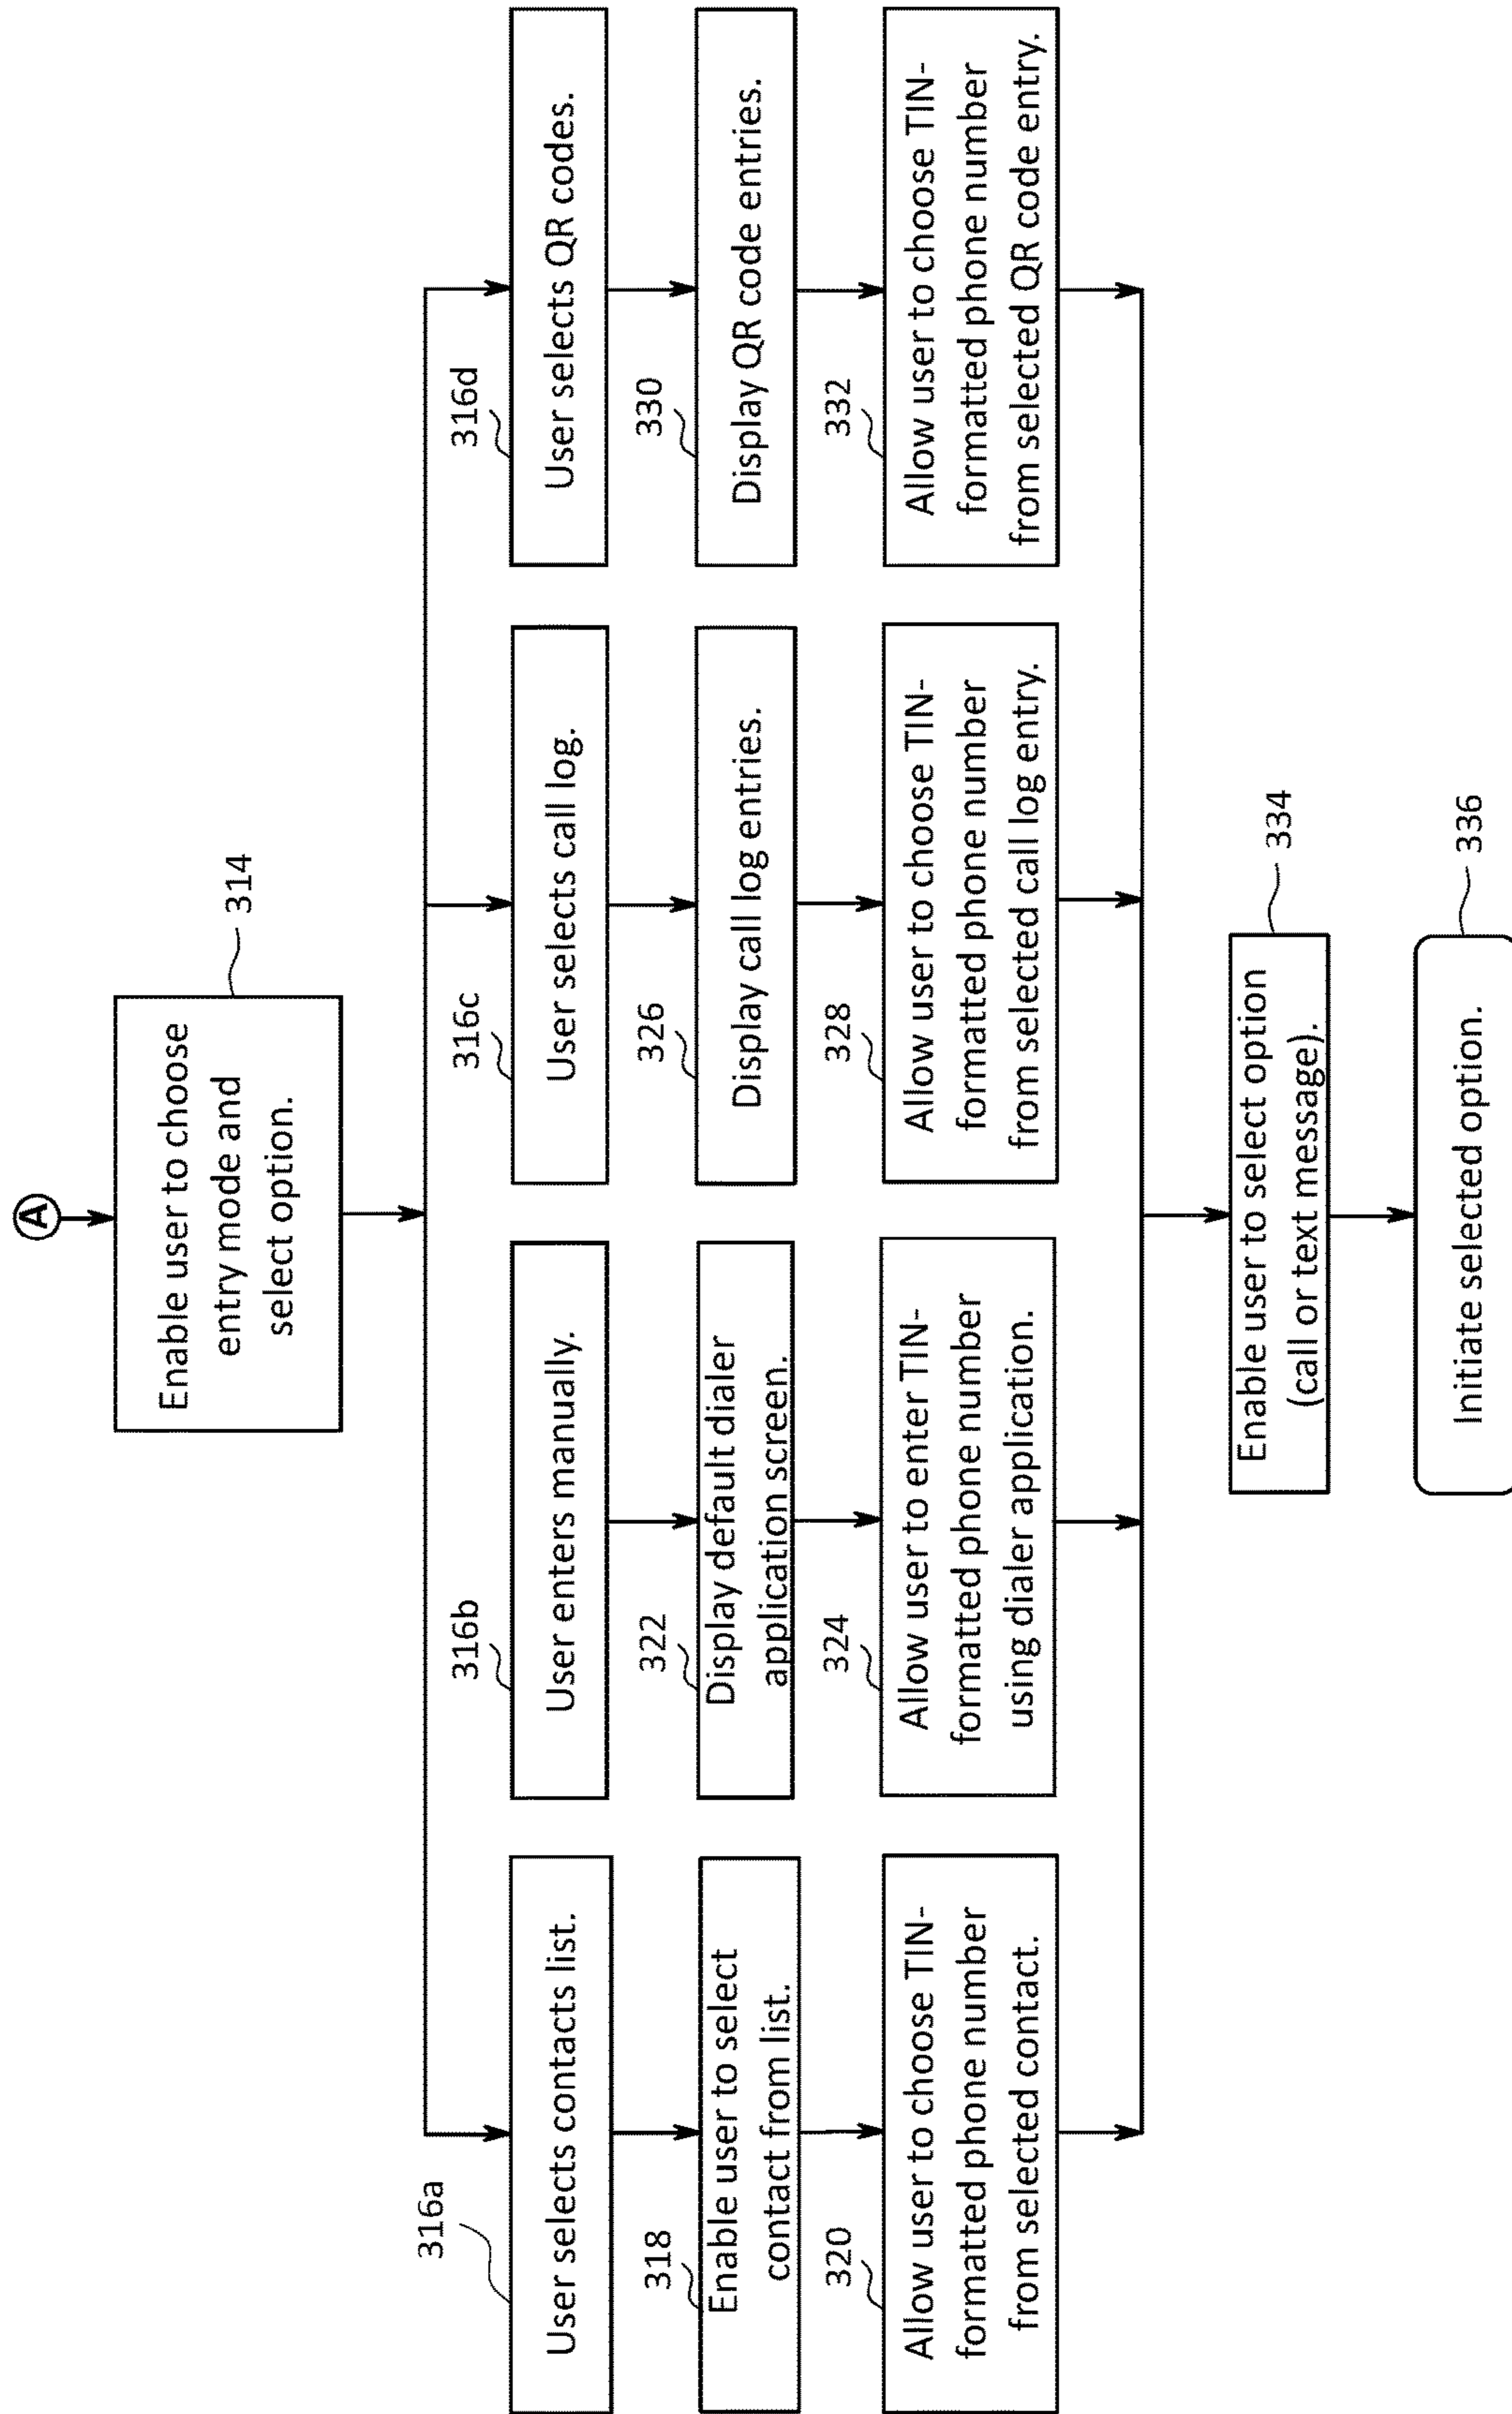 A
Enable user to choose
entry mode and
select option.
314
316a
User selects contacts list.
318
Enable user to select
contact from list.
320
Allow user to choose TIN-
formatted phone number
from selected contact.
316b
User enters manually.
322
Display default dialer
application screen.
324
Allow user to enter TIN-
formatted phone number
using dialer application.
316c
User selects call log.
326
Display call log entries.
328
Allow user to choose TIN-
formatted phone number
from selected call log entry.
316d
User selects QR codes.
330
Display QR code entries.
332
Allow user to choose TIN-
formatted phone number
from selected QR code entry.
Enable user to select option
(call or text message).
334
Initiate selected option.
336